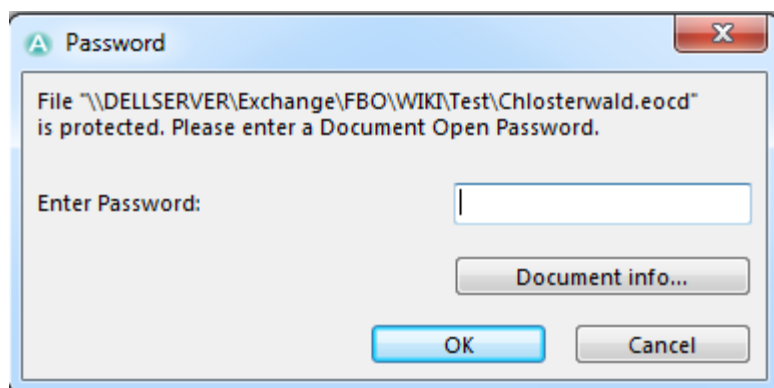 Password
File "\\DELLSERVER\Exchange\FBO\WIKI\Test\Chlosterwald.eocd"
is protected. Please enter a Document Open Password.
Enter Password:
Document info...
OK
Cancel